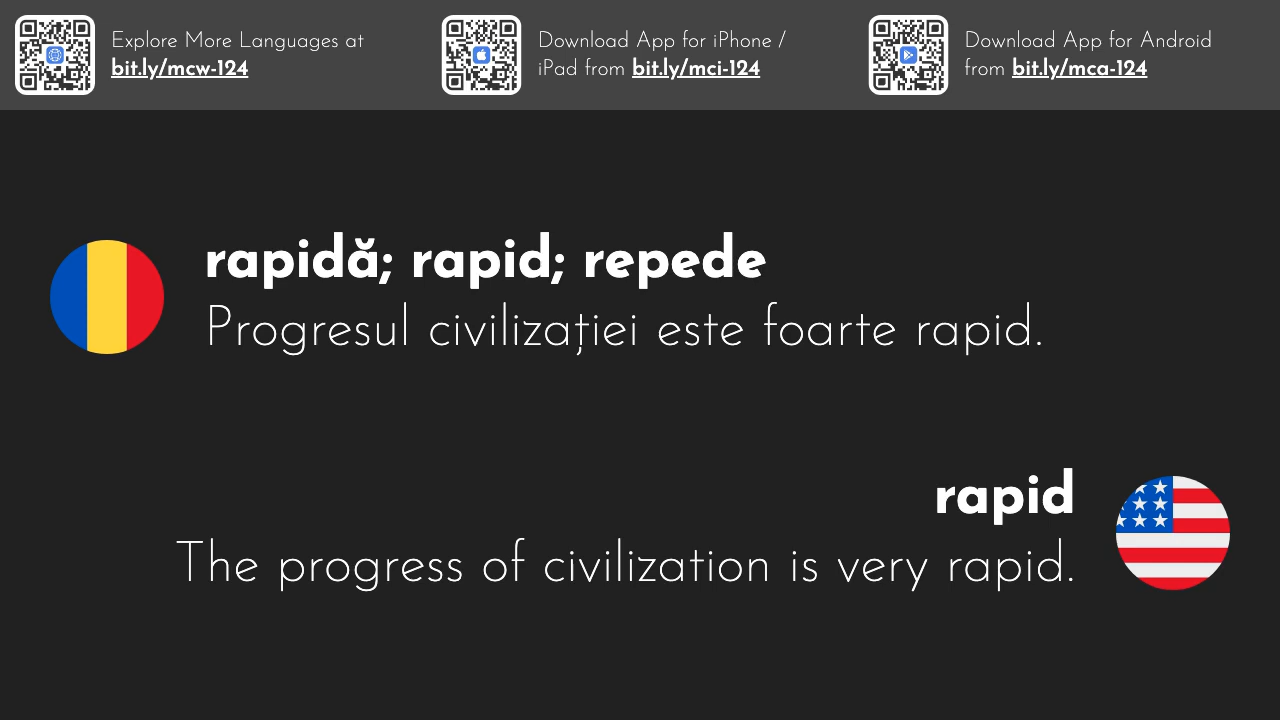 Explore More Languages at
bit.ly/mcw-124
Download App for iPhone /
iPad from bit.ly/mci-124
Download App for Android
from bit.ly/mca-124
rapidă; rapid; repede
Progresul civilizației este foarte rapid.
rapid
The progress of civilization is very rapid.